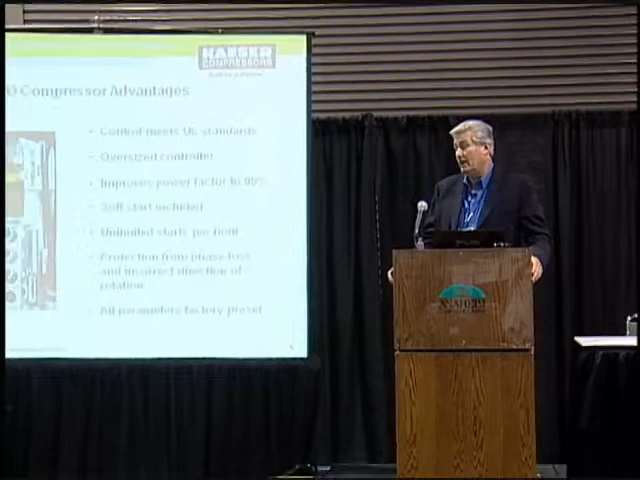 KAESER
COMPRESSORS
D Compressor Advantages
• Control meets UL standards
• Oversized controller
• Improves power factor to 99%
• Soft start included
• Unlimited starts per hour
• Protection from phase loss
and incorrect direction of
rotation
• All parameters factory preset
ANAHEIM